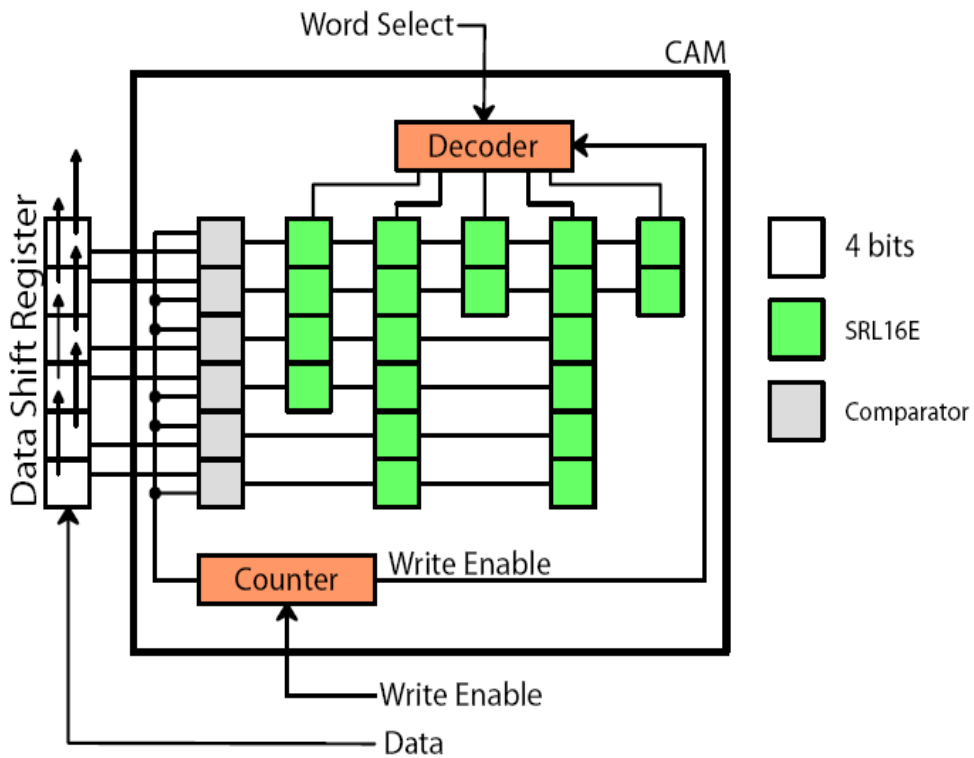 Word Select
CAM
Decoder
Data Shift Register
4 bits
SRL16E
Comparator
Counter
Write Enable
Write Enable
Data